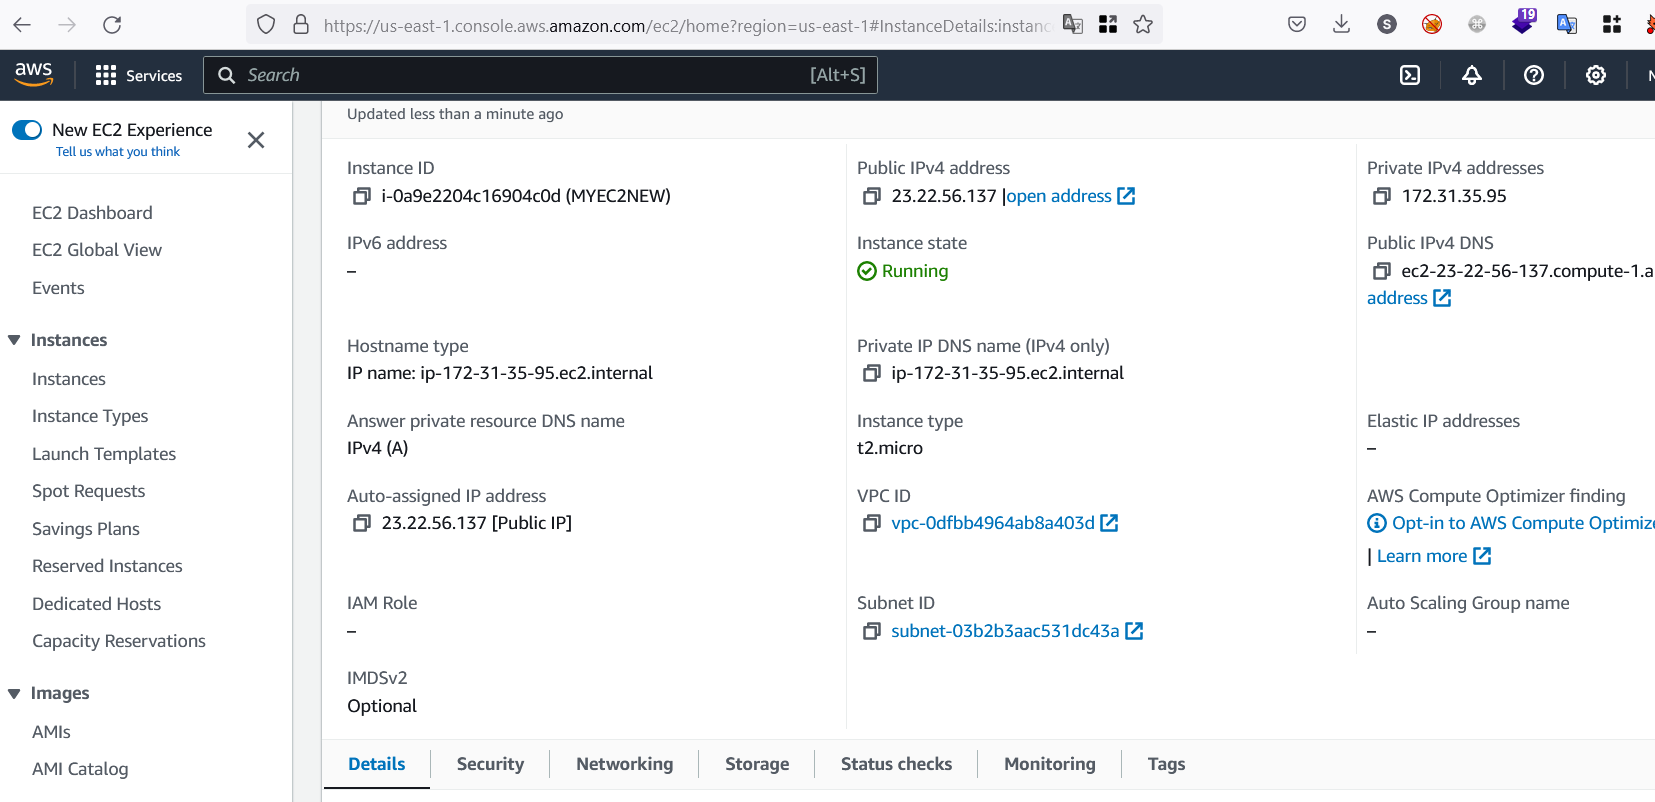 https://us-east-1.console.aws.amazon.com/ec2/home?region=us-east-1#InstanceDetails:instanc
S
19
aws
Services
Search
[Alt+S]
N
New EC2 Experience
Tell us what you think
EC2 Dashboard
EC2 Global View
Events
Instances
Instances
Instance Types
Launch Templates
Spot Requests
Savings Plans
Reserved Instances
Dedicated Hosts
Capacity Reservations
Images
AMIs
AMI Catalog
Updated less than a minute ago
Instance ID
i-0a9e2204c16904c0d (MYEC2NEW)
IPv6 address
–
Hostname type
IP name: ip-172-31-35-95.ec2.internal
Answer private resource DNS name
IPv4 (A)
Auto-assigned IP address
23.22.56.137 [Public IP]
IAM Role
–
IMDSv2
Optional
Public IPv4 address
23.22.56.137 |open address
Instance state
Running
Private IP DNS name (IPv4 only)
ip-172-31-35-95.ec2.internal
Instance type
t2.micro
VPC ID
vpc-0dfbb4964ab8a403d
Subnet ID
subnet-03b2b3aac531dc43a
Private IPv4 addresses
172.31.35.95
Public IPv4 DNS
ec2-23-22-56-137.compute-1.a
address
Elastic IP addresses
–
AWS Compute Optimizer finding
Opt-in to AWS Compute Optimize
| Learn more
Auto Scaling Group name
–
Details
Security
Networking
Storage
Status checks
Monitoring
Tags